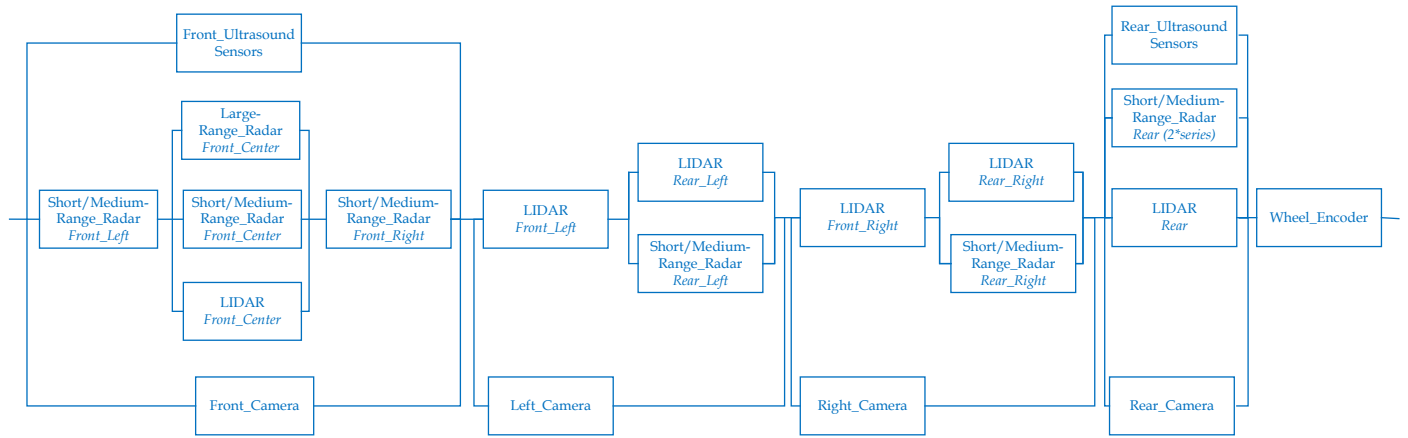 Front_Ultrasound
Sensors
Large-
Range_Radar
Front_Center
Short/Medium-
Range_Radar
Front_Left
Short/Medium-
Range_Radar
Front_Center
Short/Medium-
Range_Radar
Front_Right
LIDAR
Front_Center
Front_Camera
LIDAR
Front_Left
LIDAR
Rear_Left
Short/Medium-
Range_Radar
Rear_Left
Left_Camera
LIDAR
Front_Right
LIDAR
Rear_Right
Short/Medium-
Range_Radar
Rear_Right
Right_Camera
Rear_Ultrasound
Sensors
Short/Medium-
Range_Radar
Rear (2*series)
LIDAR
Rear
Rear_Camera
Wheel_Encoder